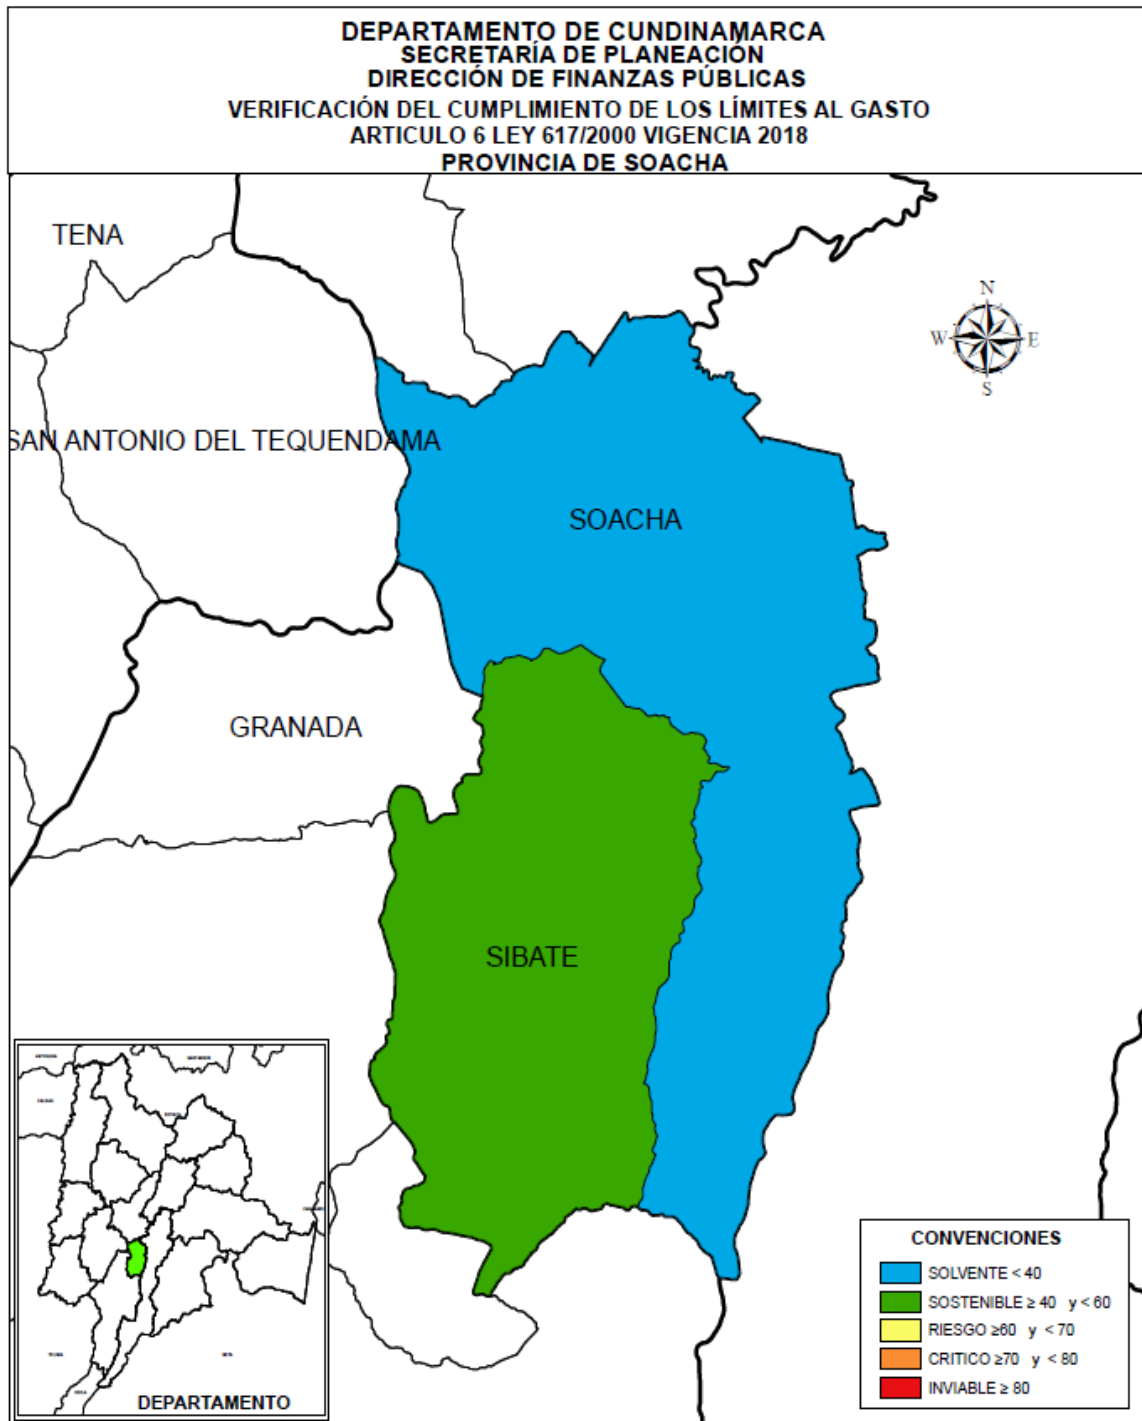 DEPARTAMENTO DE CUNDINAMARCA
SECRETARÍA DE PLANEACIÓN
DIRECCIÓN DE FINANZAS PÚBLICAS
VERIFICACIÓN DEL CUMPLIMIENTO DE LOS LÍMITES AL GASTO
ARTICULO 6 LEY 617/2000 VIGENCIA 2018
PROVINCIA DE SOACHA
TENA
N
W
E
S
SAN ANTONIO DEL TEQUENDAMA
SOACHA
GRANADA
SIBATE
DEPARTAMENTO
CONVENCIONES
SOLVENTE < 40
SOSTENIBLE ≥ 40 y < 60
RIESGO ≥60 y < 70
CRITICO ≥70 y < 80
INVIABLE ≥ 80